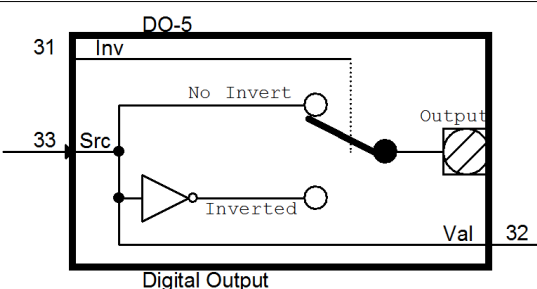 DO-5
31 Inv
No Invert
Output
33 Src
Inverted
Val 32
Digital Output